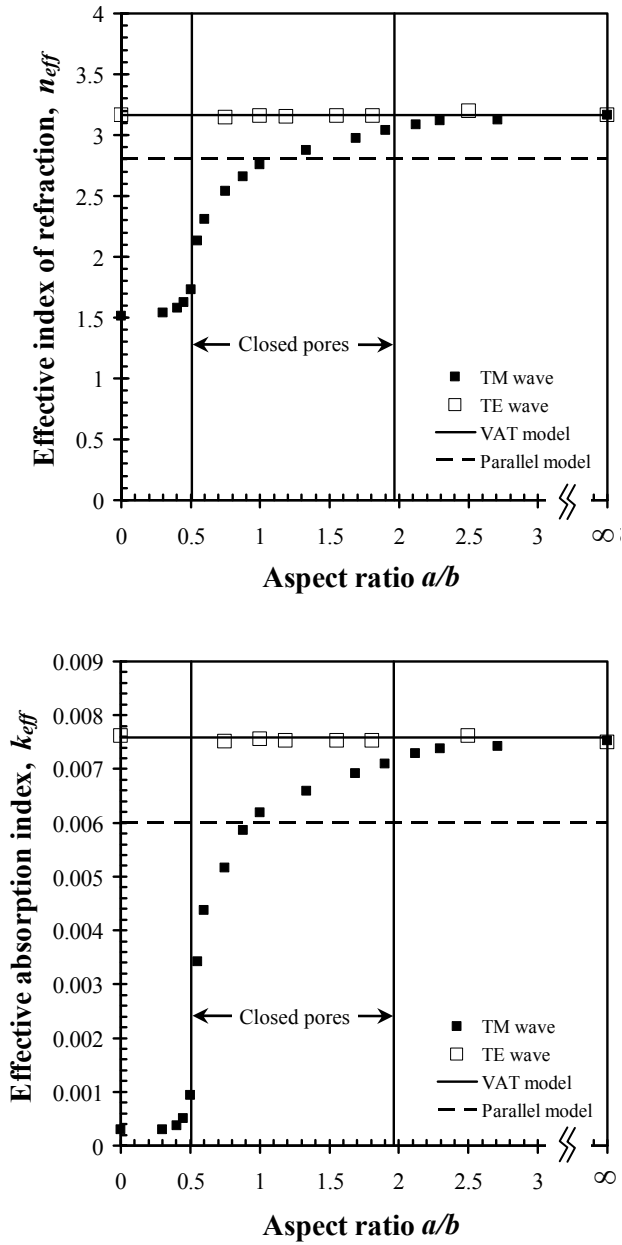 4
3.5
3
2.5
2
1.5
1
0.5
0
Effective index of refraction, n_eff
Closed pores
TM wave
TE wave
VAT model
Parallel model
0 0.5 1 1.5 2 2.5 3 ∞
Aspect ratio a/b
0.009
0.008
0.007
0.006
0.005
0.004
0.003
0.002
0.001
0
Effective absorption index, k_eff
Closed pores
TM wave
TE wave
VAT model
Parallel model
0 0.5 1 1.5 2 2.5 3 ∞
Aspect ratio a/b